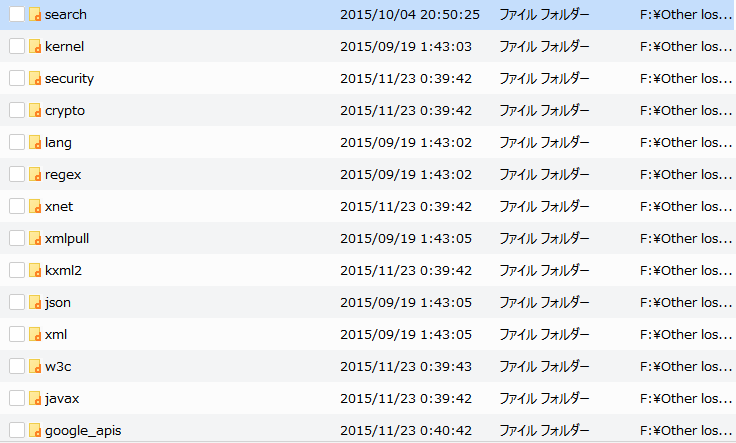 search 2015/10/04 20:50:25 ファイル フォルダー F:¥Other los...
kernel 2015/09/19 1:43:03 ファイル フォルダー F:¥Other los...
security 2015/11/23 0:39:42 ファイル フォルダー F:¥Other los...
crypto 2015/11/23 0:39:42 ファイル フォルダー F:¥Other los...
lang 2015/09/19 1:43:02 ファイル フォルダー F:¥Other los...
regex 2015/09/19 1:43:02 ファイル フォルダー F:¥Other los...
xnet 2015/11/23 0:39:42 ファイル フォルダー F:¥Other los...
xmlpull 2015/09/19 1:43:05 ファイル フォルダー F:¥Other los...
kxml2 2015/11/23 0:39:42 ファイル フォルダー F:¥Other los...
json 2015/09/19 1:43:05 ファイル フォルダー F:¥Other los...
xml 2015/09/19 1:43:05 ファイル フォルダー F:¥Other los...
w3c 2015/11/23 0:39:43 ファイル フォルダー F:¥Other los...
javax 2015/11/23 0:39:42 ファイル フォルダー F:¥Other los...
google_apis 2015/11/23 0:40:42 ファイル フォルダー F:¥Other los...